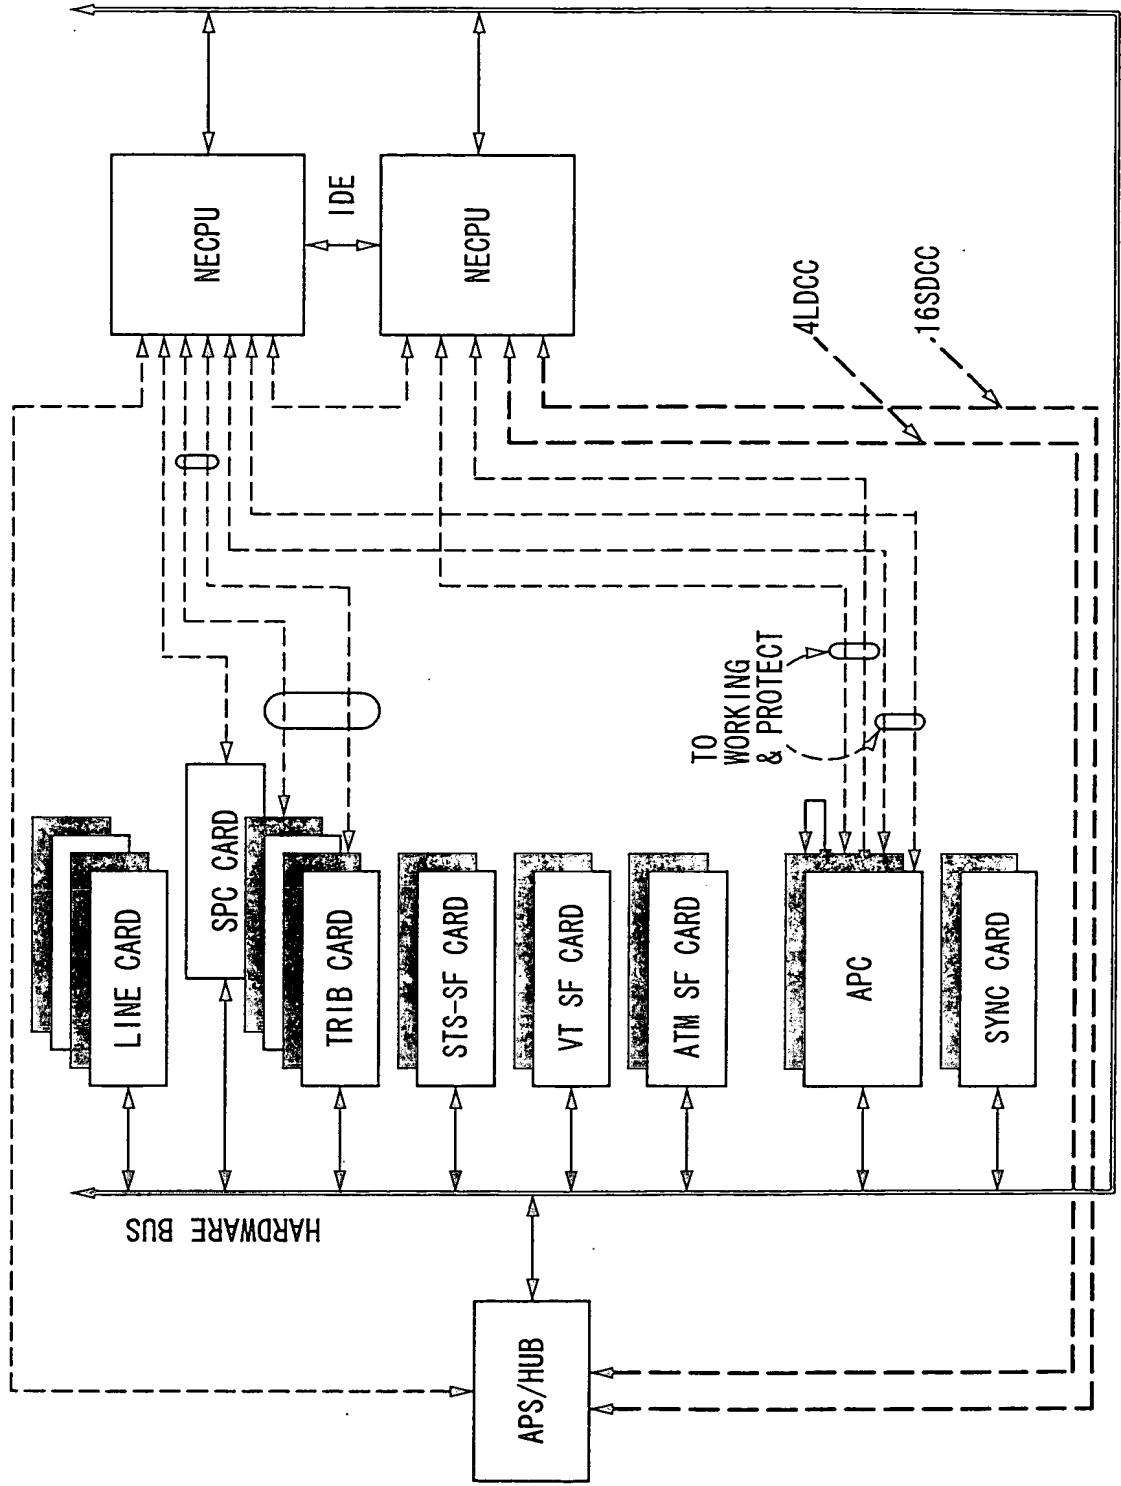 NECPU
IDE
NECPU
4LDCC
16SDCC
TO
WORKING
& PROTECT
LINE CARD
SPC CARD
TRIB CARD
STS-SF CARD
VT SF CARD
ATM SF CARD
APC
SYNC CARD
HARDWARE BUS
APS/HUB